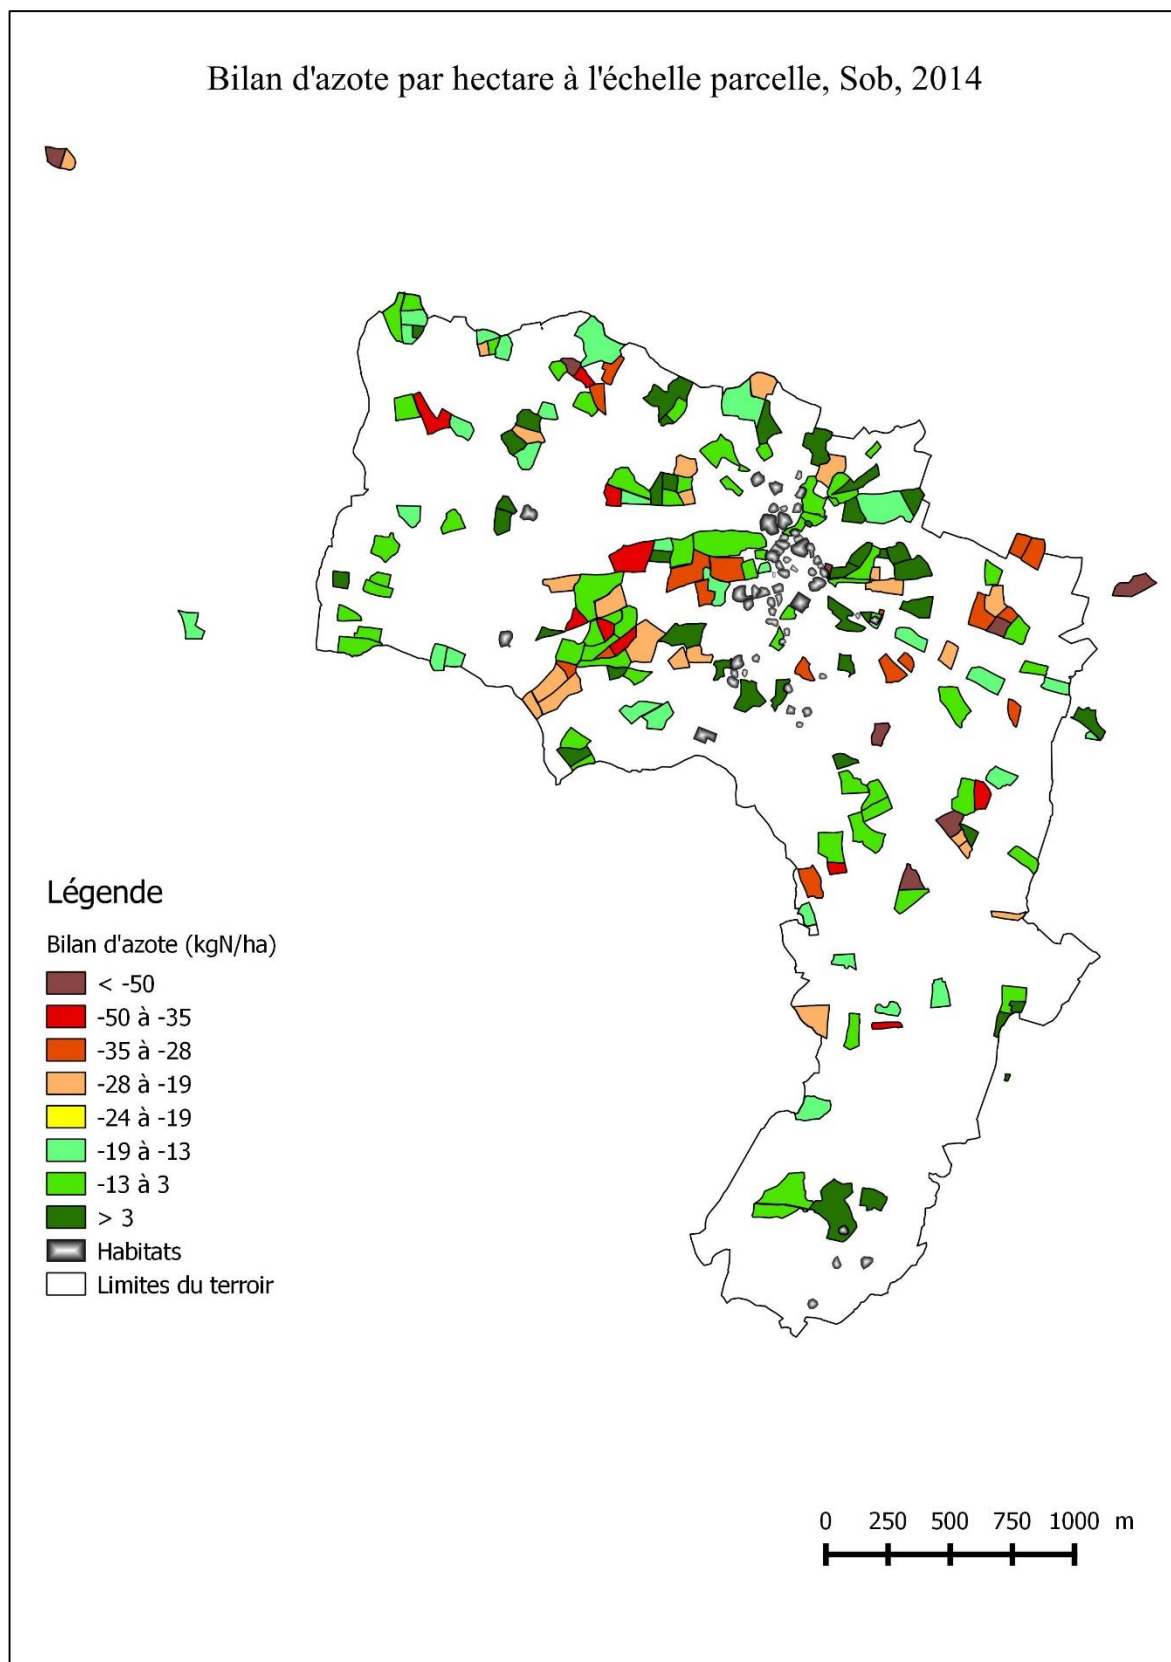 Bilan d'azote par hectare à l'échelle parcelle, Sob, 2014
Légende
Bilan d'azote (kgN/ha)
< -50
-50 à -35
-35 à -28
-28 à -19
-24 à -19
-19 à -13
-13 à 3
> 3
Habitats
Limites du terroir
0 250 500 750 1000 m